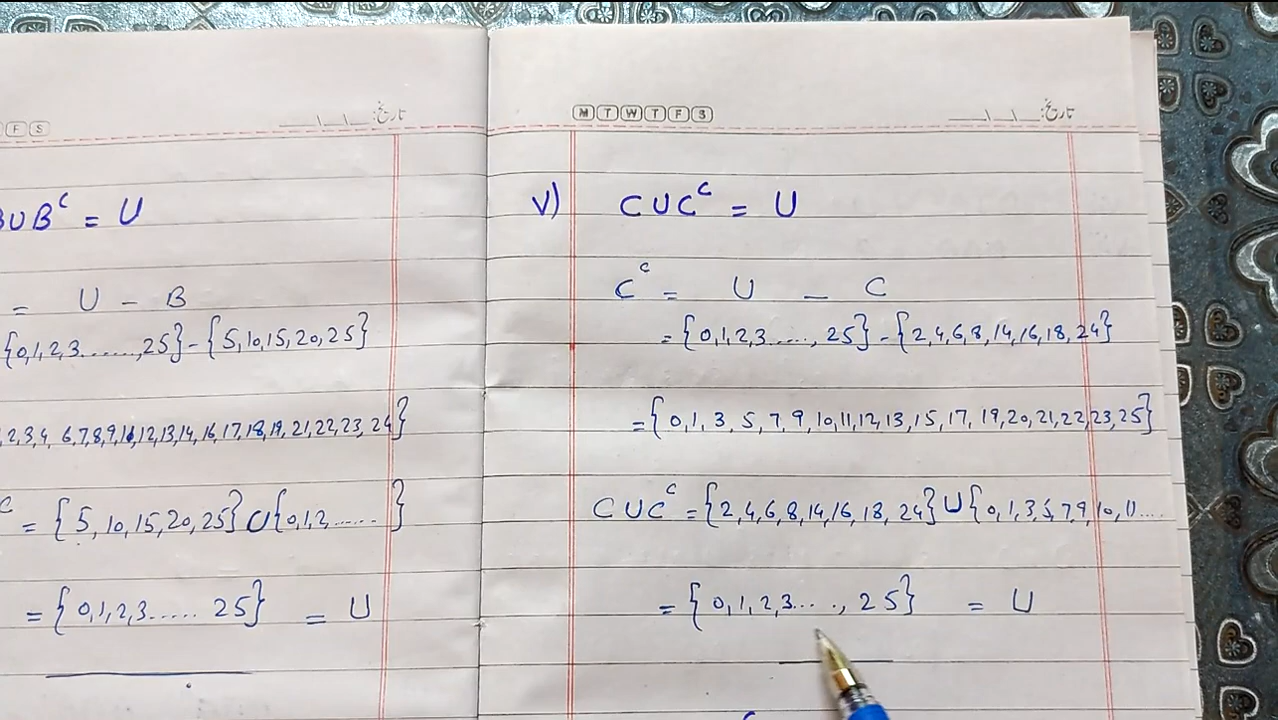 F S
تاریخ:
BUBᶜ = U
= U - B
{0,1,2,3.......,25} - {5,10,15,20,25}
2,3,4, 6,7,8,9, 12,13,14,16,17,18,19,21,22,23,24}
ᶜ = {5,10,15,20,25} U {0,1,2......}
= {0,1,2,3..... 25} = U
M T W T F S
تاریخ:
V) CUCᶜ = U
Cᶜ = U - C
= {0,1,2,3....., 25} - {2,4,6,8,14,16,18,24}
= {0,1,3,5,7,9,10,11,12,13,15,17,19,20,21,22,23,25}
CUCᶜ = {2,4,6,8,14,16,18,24} U {0,1,3,5,7,9,10,11....
= {0,1,2,3...., 25} = U